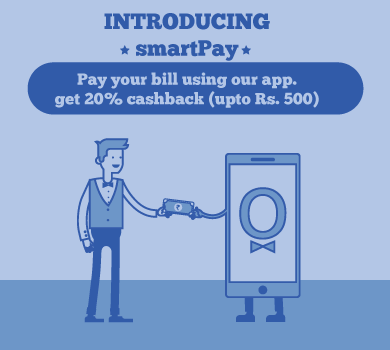 INTRODUCING
★ smartPay ★
Pay your bill using our app.
get 20% cashback (upto Rs. 500)
₹
O